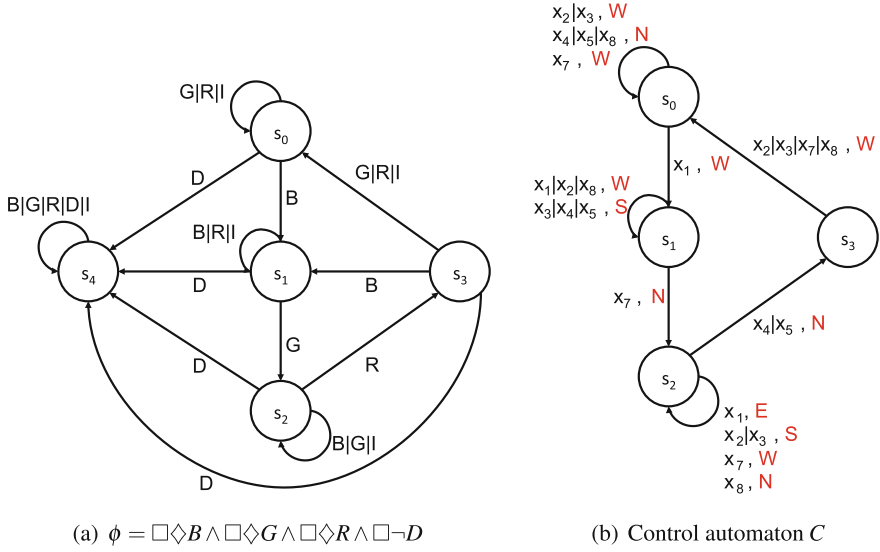 G|R|I
s₀
D
B
G|R|I
B|G|R|D|I
B|R|I
s₄
D
s₁
B
s₃
G
D
R
s₂
B|G|I
D
(a) ϕ = □◇B ∧ □◇G ∧ □◇R ∧ □¬D
x₂|x₃ , W
x₄|x₅|x₈ , N
x₇ , W
s₀
x₁ , W
x₂|x₃|x₇|x₈ , W
x₁|x₂|x₈ , W
x₃|x₄|x₅ , S
s₁
s₃
x₇ , N
x₄|x₅ , N
s₂
x₁, E
x₂|x₃ , S
x₇ , W
x₈ , N
(b) Control automaton C